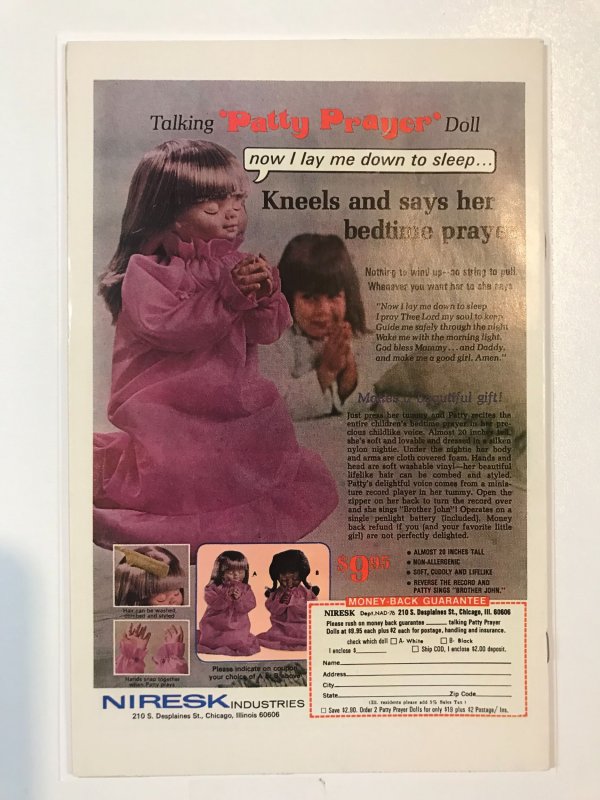 Talking "Patty Prayer" Doll
now I lay me down to sleep...
Kneels and says her
bedtime praye
Nothing to wind up--no string to pull.
Whenever you want her to she says
"Now I lay me down to sleep
I pray Thee Lord my soul to keep
Guide me safely through the night
Wake me with the morning light.
God bless Mommy...and Daddy,
and make me a good girl. Amen."
Makes a beautiful gift!
Just press her tummy and Patty recites the
entire children's bedtime prayer in her pre-
cious childlike voice. Almost 20 inches tall,
she's soft and lovable and dressed in a silken
nylon nightie. Under the nightie her body
and arms are cloth covered foam. Hands and
head are soft washable vinyl—her beautiful
lifelike hair can be combed and styled.
Patty's delightful voice comes from a minia-
ture record player in her tummy. Open the
zipper on her back to turn the record over
and she sings "Brother John"! Operates on a
single penlight battery (included). Money
back refund if you (and your favorite little
girl) are not perfectly delighted.
$9.95
• ALMOST 20 INCHES TALL
• NON-ALLERGENIC
• SOFT, CUDDLY AND LIFELIKE
• REVERSE THE RECORD AND
PATTY SINGS "BROTHER JOHN."
Hair can be washed,
combed and styled
Hands snap together
when Patty prays
A
B
Please indicate on coupon
your choice of A or B above
NIRESK INDUSTRIES
210 S. Desplaines St., Chicago, Illinois 60606
MONEY-BACK GUARANTEE
NIRESK Dept. 210 S. Desplaines St., Chicago, Ill. 60606
Please rush on money back guarantee ______ talking Patty Prayer
Dolls at $9.95 each plus $2 each for postage, handling and insurance.
check which doll □ A- White □ B- Black
I enclose $______ □ Ship COD, I enclose $2.00 deposit.
Name
Address
City
State Zip Code
(Ill. residents please add 5% Sales Tax)
□ Save $2.90. Order 2 Patty Prayer Dolls for only $19 plus $2 Postage/ Ins.